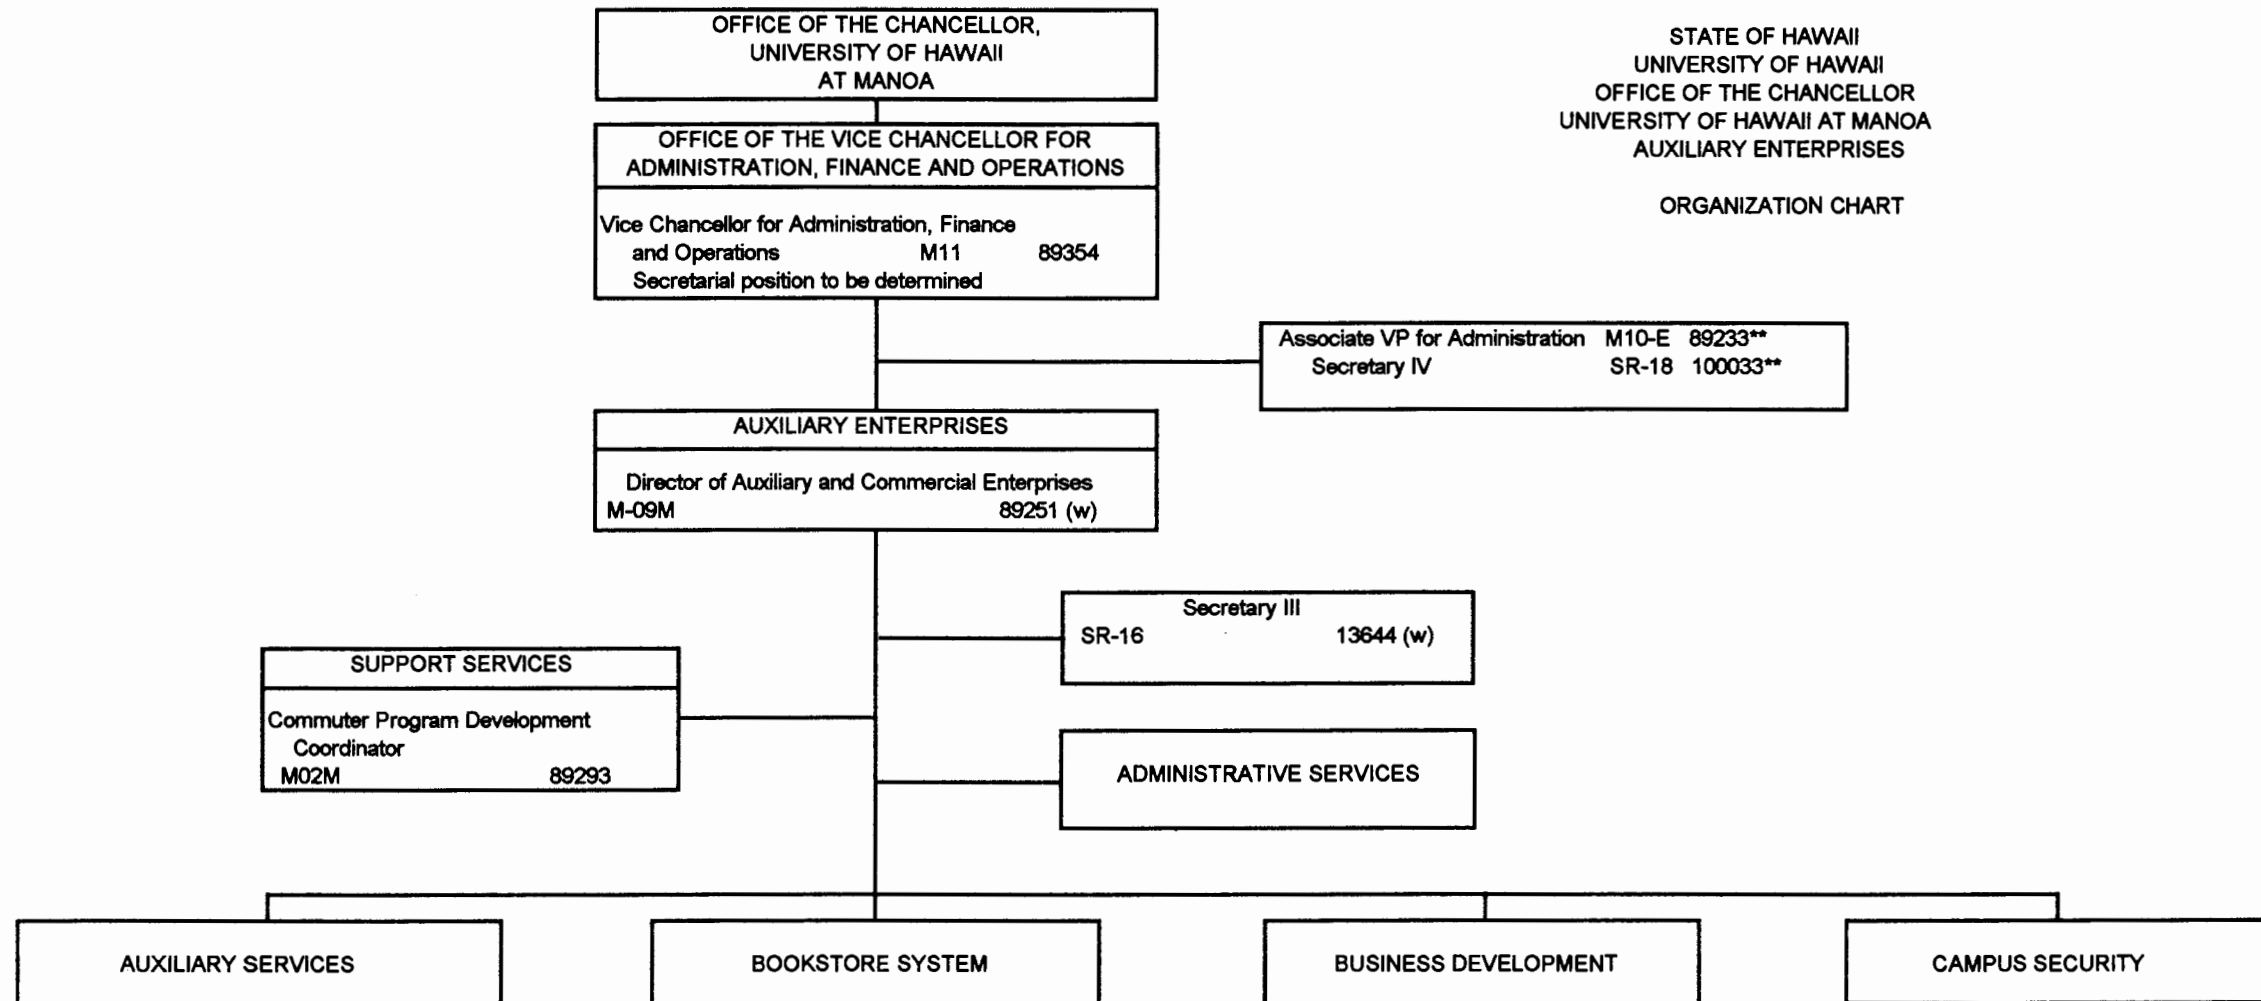 OFFICE OF THE CHANCELLOR,
UNIVERSITY OF HAWAII
AT MANOA
STATE OF HAWAII
UNIVERSITY OF HAWAII
OFFICE OF THE CHANCELLOR
UNIVERSITY OF HAWAII AT MANOA
AUXILIARY ENTERPRISES
ORGANIZATION CHART
OFFICE OF THE VICE CHANCELLOR FOR
ADMINISTRATION, FINANCE AND OPERATIONS
Vice Chancellor for Administration, Finance
and Operations M11 89354
Secretarial position to be determined
Associate VP for Administration M10-E 89233**
Secretary IV SR-18 100033**
AUXILIARY ENTERPRISES
Director of Auxiliary and Commercial Enterprises
M-09M 89251 (w)
Secretary III
SR-16 13644 (w)
SUPPORT SERVICES
Commuter Program Development
Coordinator
M02M 89293
ADMINISTRATIVE SERVICES
AUXILIARY SERVICES
BOOKSTORE SYSTEM
BUSINESS DEVELOPMENT
CAMPUS SECURITY